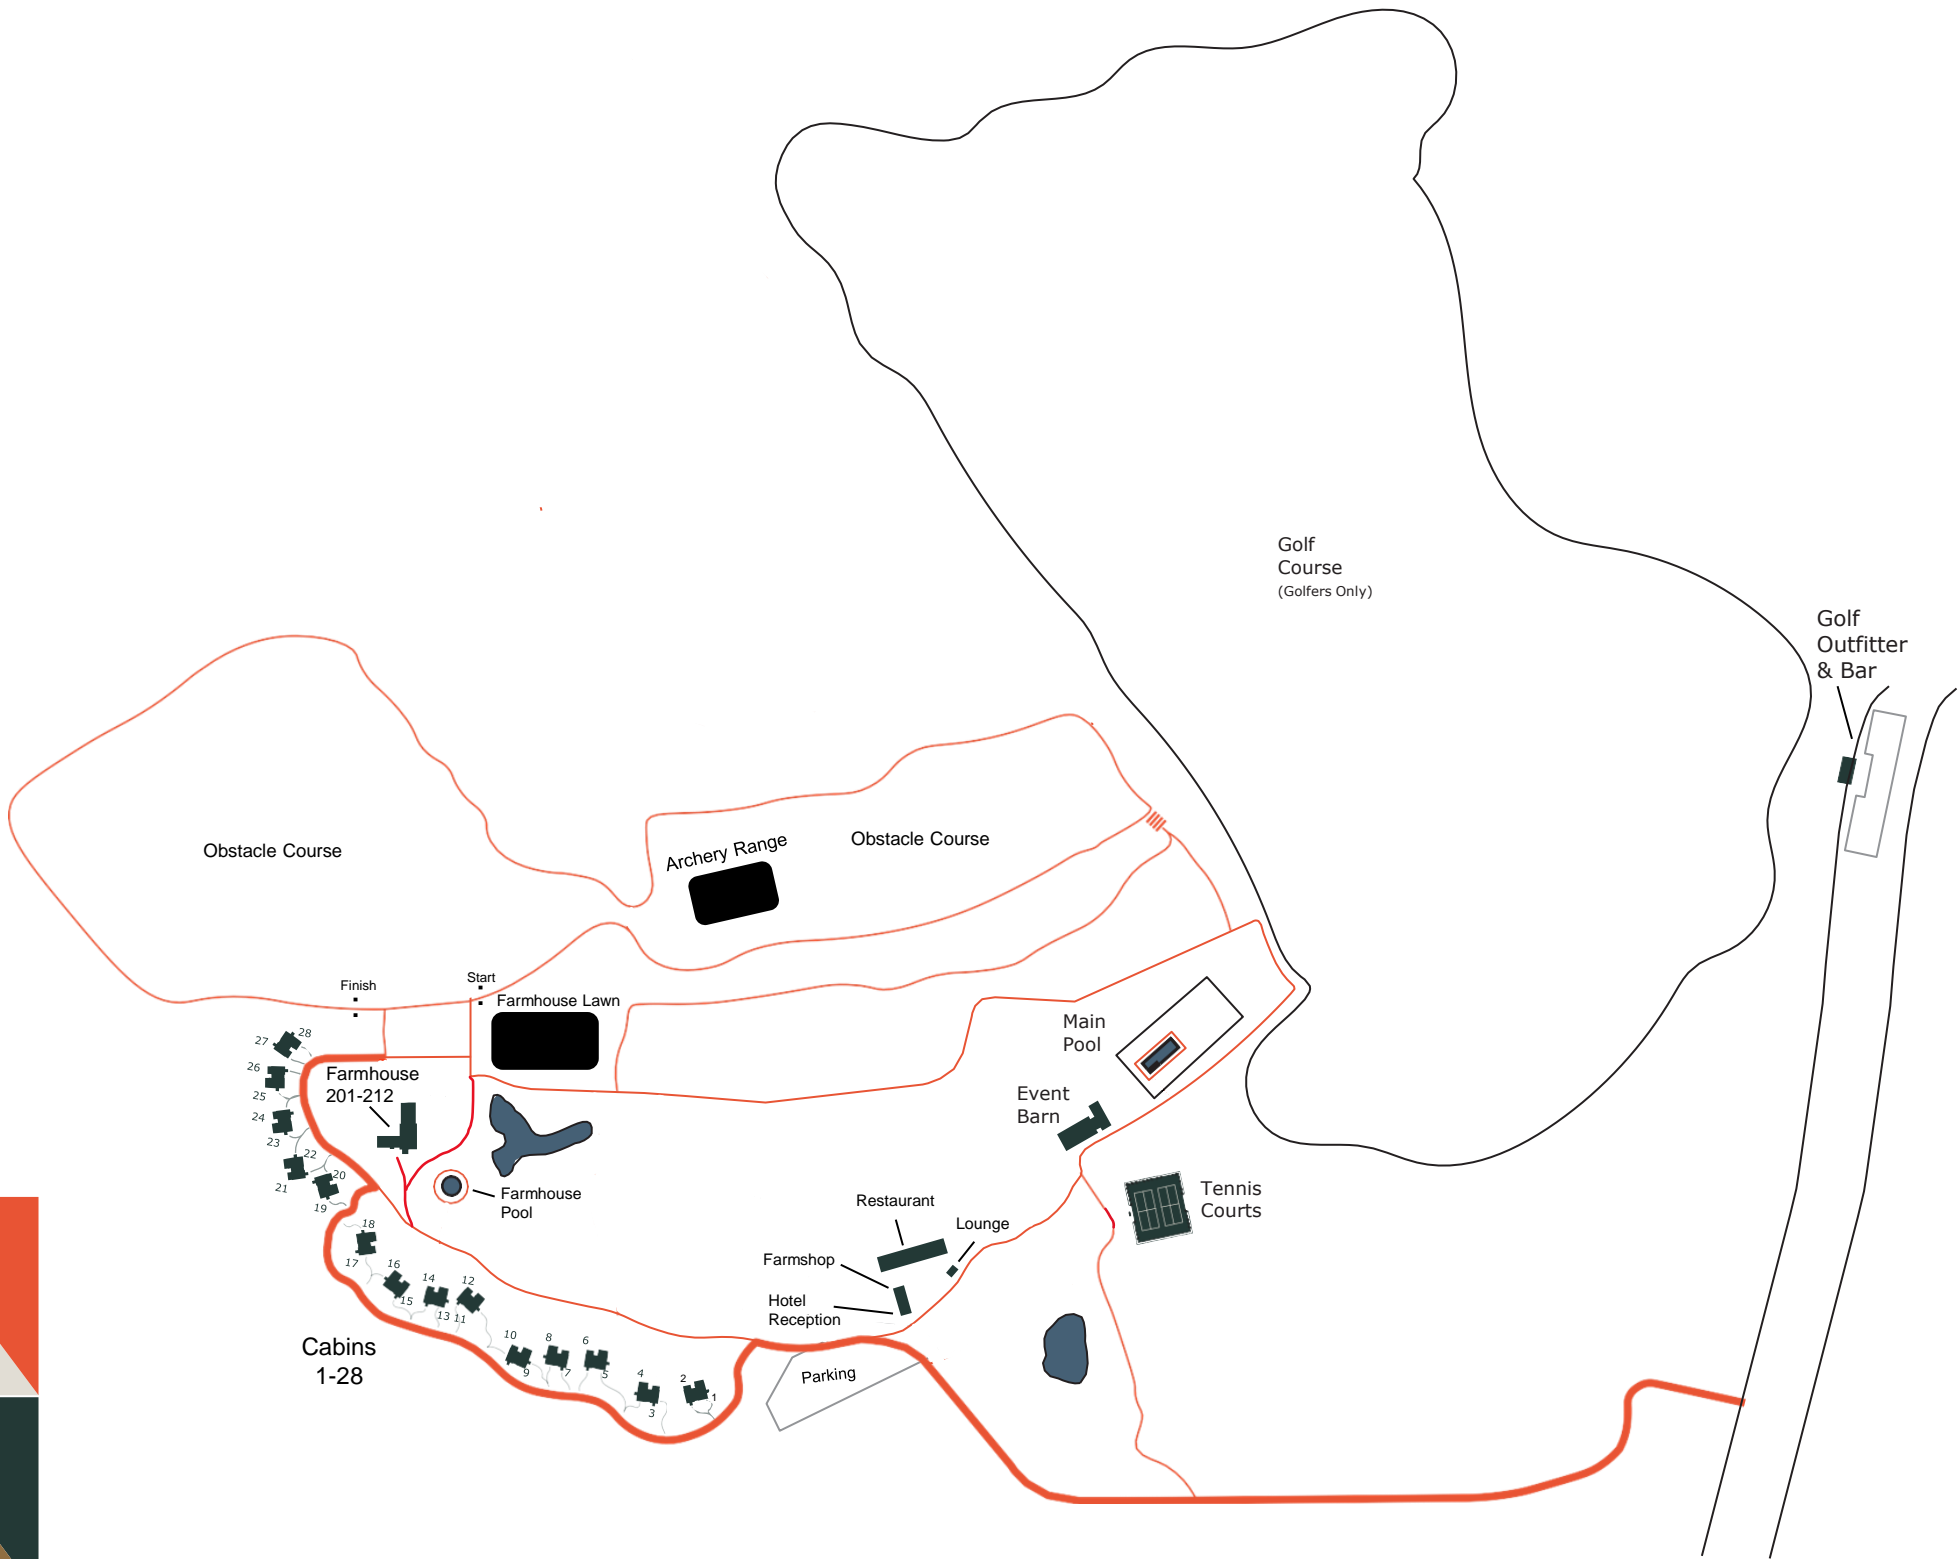 Golf
Course
(Golfers Only)
Golf
Outfitter
& Bar
Obstacle Course
Archery Range
Obstacle Course
Finish
Start
Farmhouse Lawn
Main
Pool
28
27
26
25
24
23
22
21
20
19
Farmhouse
201-212
Event
Barn
Farmhouse
Pool
Tennis
Courts
Restaurant
Lounge
Farmshop
Hotel
Reception
18
17
16
15
14
13
12
11
10
9
8
7
6
5
4
3
2
1
Cabins
1-28
Parking